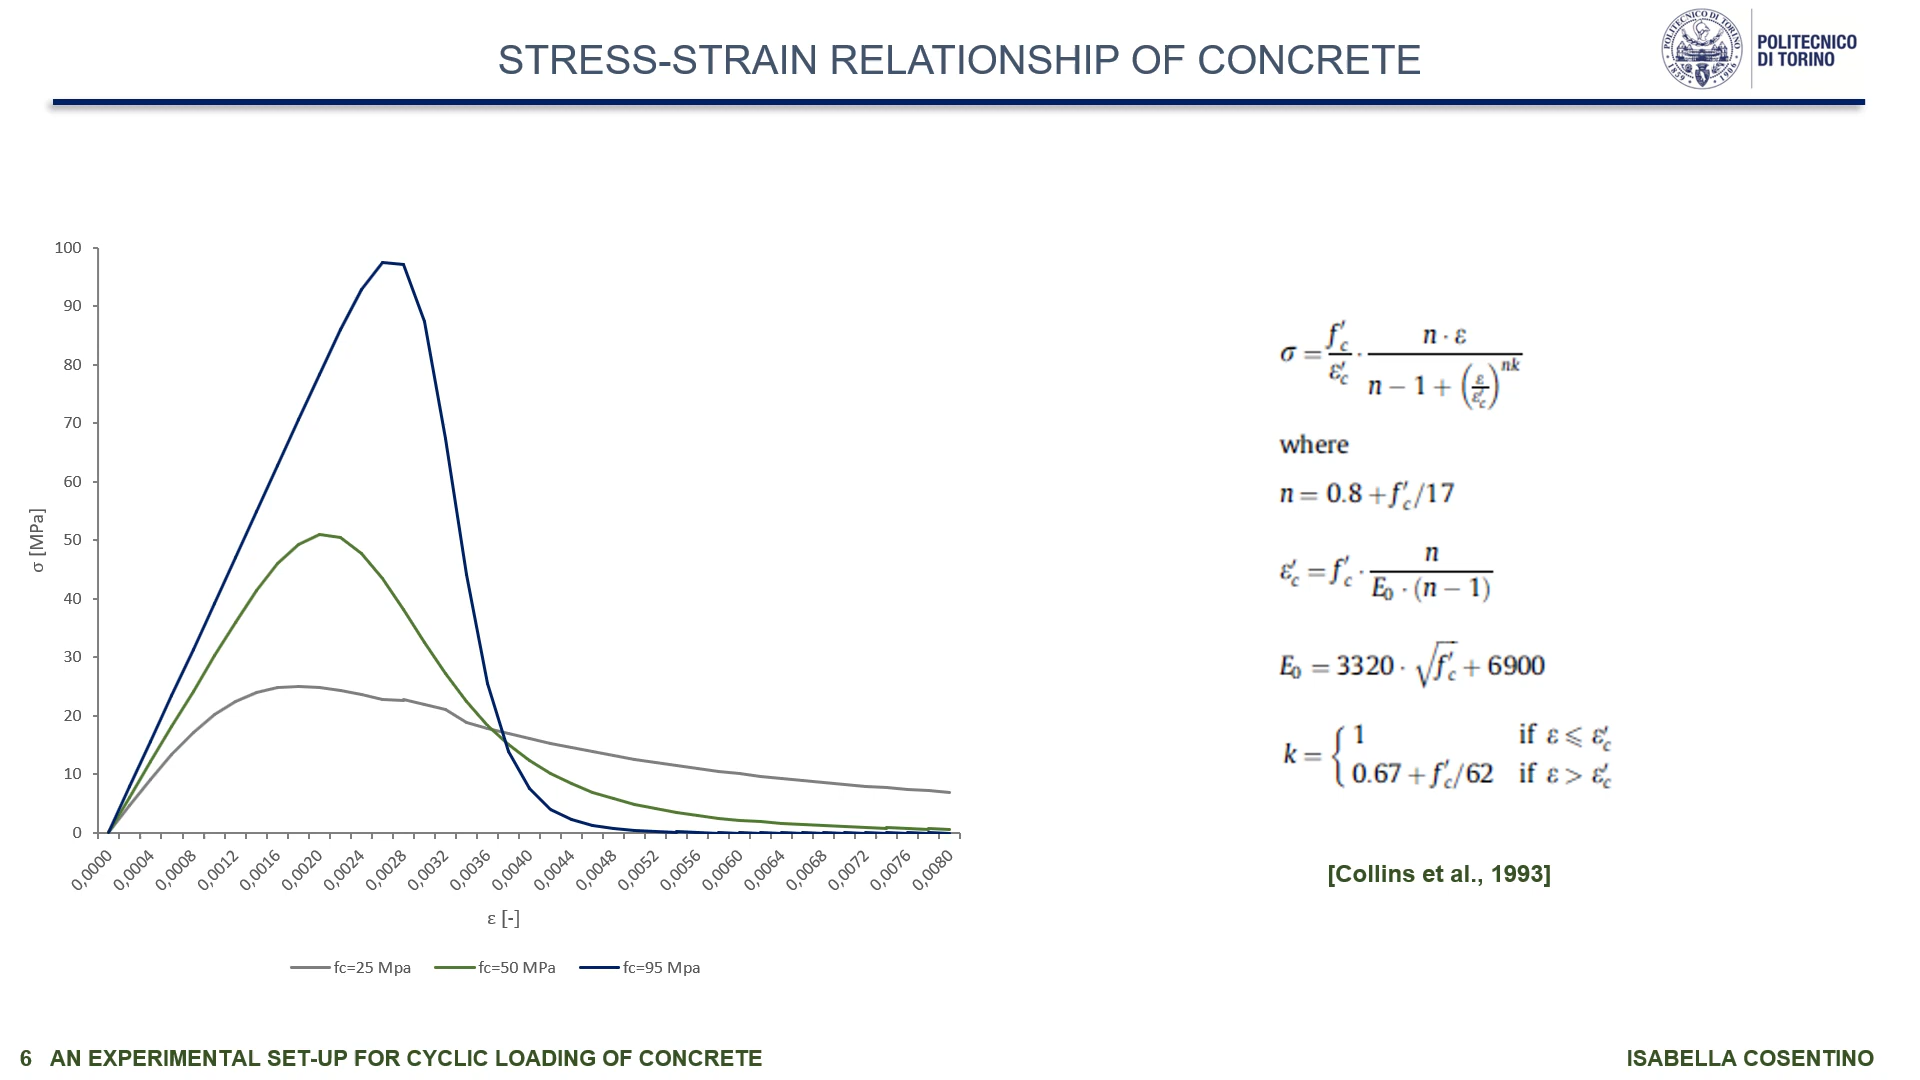 STRESS-STRAIN RELATIONSHIP OF CONCRETE
POLITECNICO DI TORINO
1859
1906
POLITECNICO
DI TORINO
100
90
80
70
60
50
40
30
20
10
0
σ [MPa]
0,0000 0,0004 0,0008 0,0012 0,0016 0,0020 0,0024 0,0028 0,0032 0,0036 0,0040 0,0044 0,0048 0,0052 0,0056 0,0060 0,0064 0,0068 0,0072 0,0076 0,0080
ε [-]
fc=25 Mpa fc=50 MPa fc=95 Mpa
σ = f′c/ε′c · n · ε / (n − 1 + (ε/ε′c)^nk)
where
n = 0.8 + f′c/17
ε′c = f′c · n / (E0 · (n − 1))
E0 = 3320 · √f′c + 6900
k = { 1 if ε ⩽ ε′c
0.67 + f′c/62 if ε > ε′c
[Collins et al., 1993]
6 AN EXPERIMENTAL SET-UP FOR CYCLIC LOADING OF CONCRETE
ISABELLA COSENTINO